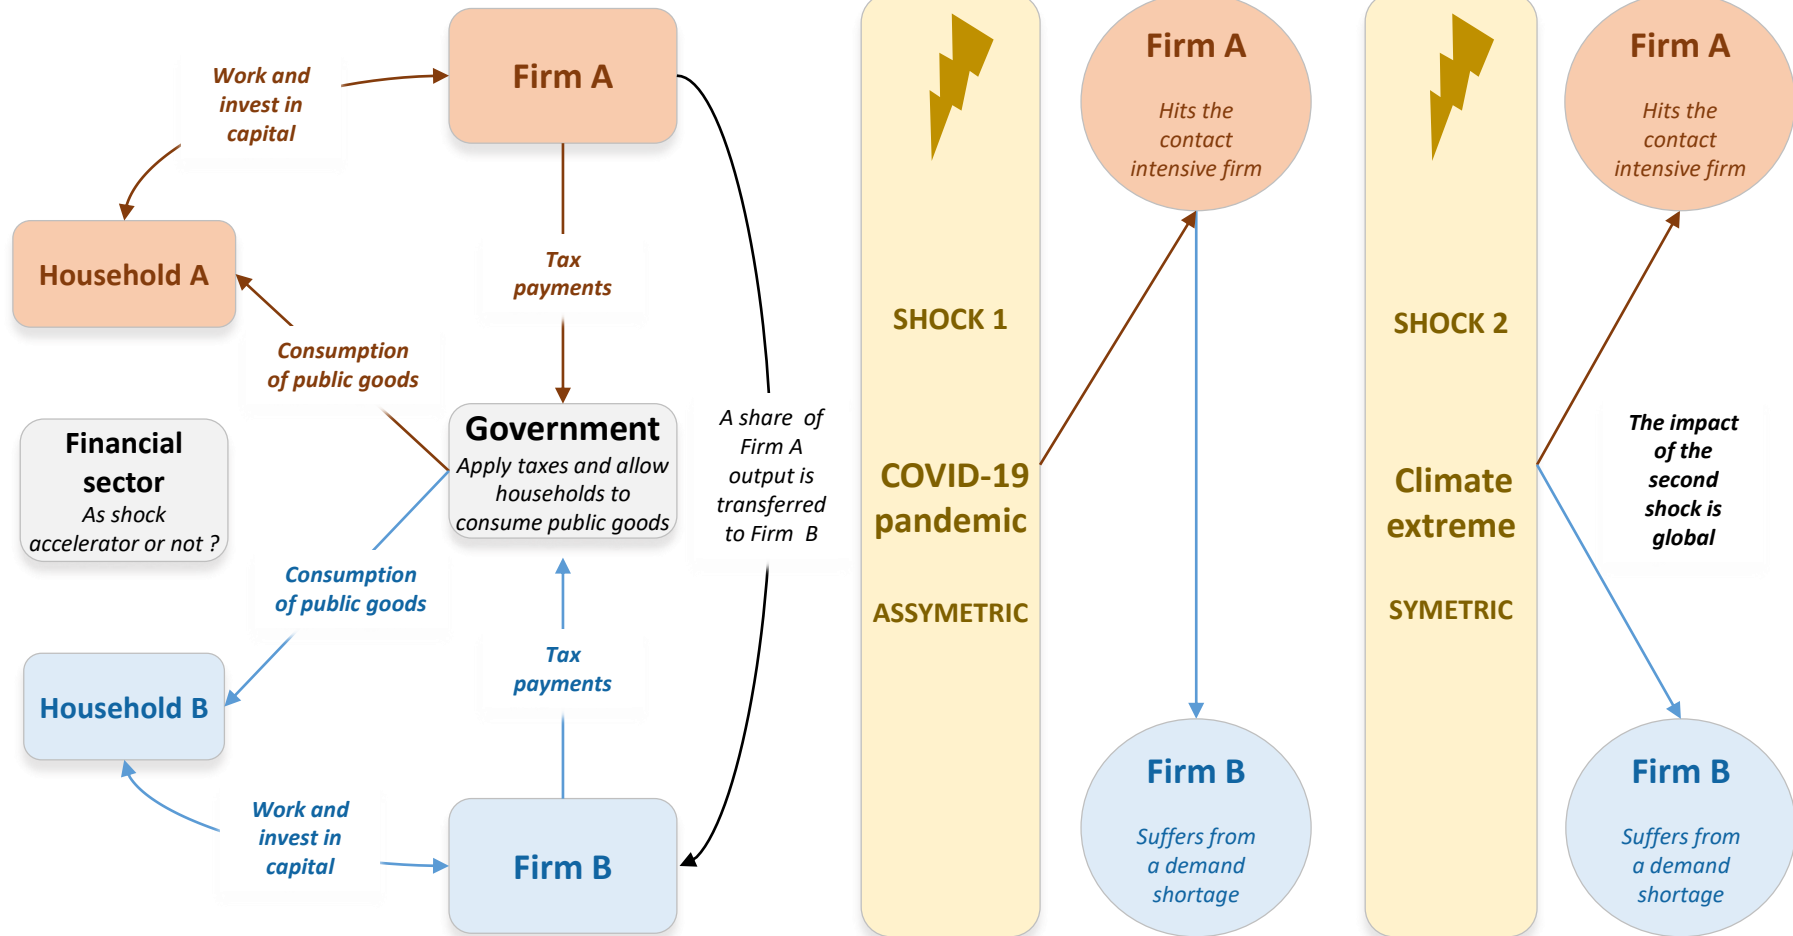 Firm A
Work and
invest in
capital
Household A
Tax
payments
Consumption
of public goods
Financial
sector
As shock
accelerator or not ?
Government
Apply taxes and allow
households to
consume public goods
A share of
Firm A
output is
transferred
to Firm B
Consumption
of public goods
Household B
Tax
payments
Work and
invest in
capital
Firm B
SHOCK 1
COVID-19
pandemic
ASSYMETRIC
Firm A
Hits the
contact
intensive firm
Firm B
Suffers from
a demand
shortage
SHOCK 2
Climate
extreme
SYMETRIC
Firm A
Hits the
contact
intensive firm
The impact
of the
second
shock is
global
Firm B
Suffers from
a demand
shortage